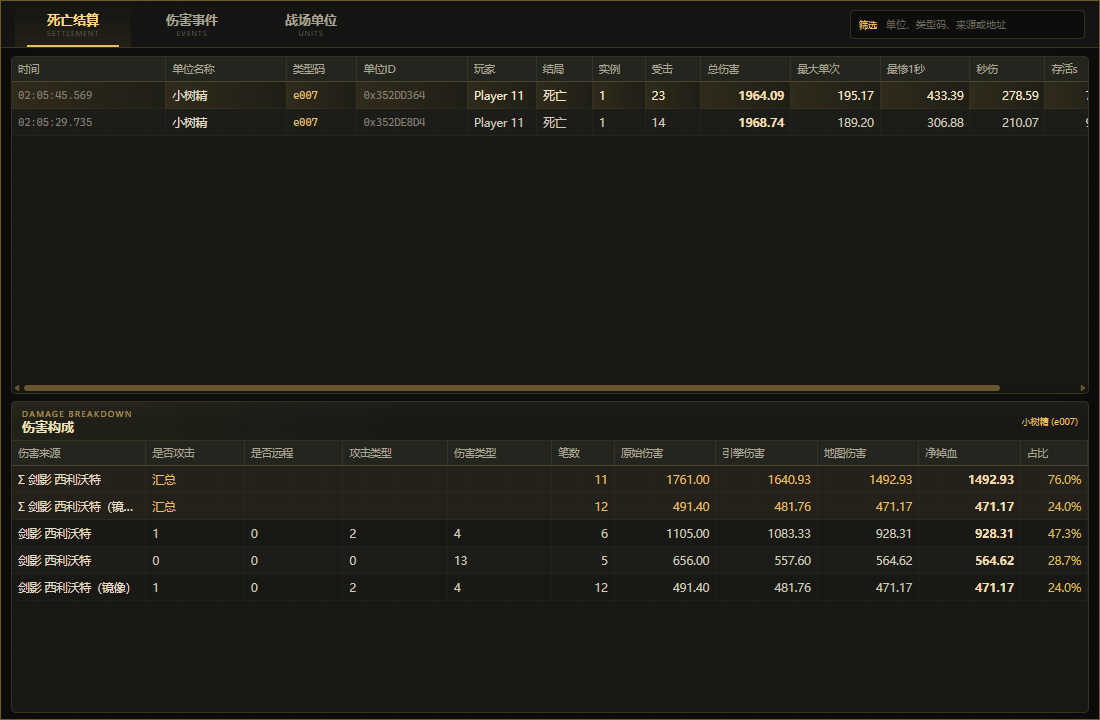 死亡结算 伤害事件 战场单位
SETTLEMENT EVENTS UNITS
筛选 单位、类型码、来源或地址
时间 单位名称 类型码 单位ID 玩家 结局 实例 受击 总伤害 最大单次 最惨1秒 秒伤 存活s
02:05:45.569 小树精 e007 0x352DD364 Player 11 死亡 1 23 1964.09 195.17 433.39 278.59
02:05:29.735 小树精 e007 0x352DE8D4 Player 11 死亡 1 14 1968.74 189.20 306.88 210.07
DAMAGE BREAKDOWN
伤害构成 小树精 (e007)
伤害来源 是否攻击 是否远程 攻击类型 伤害类型 笔数 原始伤害 引擎伤害 地图伤害 净掉血 占比
Σ 剑影 西利沃特 汇总 11 1761.00 1640.93 1492.93 1492.93 76.0%
Σ 剑影 西利沃特（镜... 汇总 12 491.40 481.76 471.17 471.17 24.0%
剑影 西利沃特 1 0 2 4 6 1105.00 1083.33 928.31 928.31 47.3%
剑影 西利沃特 0 0 0 13 5 656.00 557.60 564.62 564.62 28.7%
剑影 西利沃特（镜像） 1 0 2 4 12 491.40 481.76 471.17 471.17 24.0%